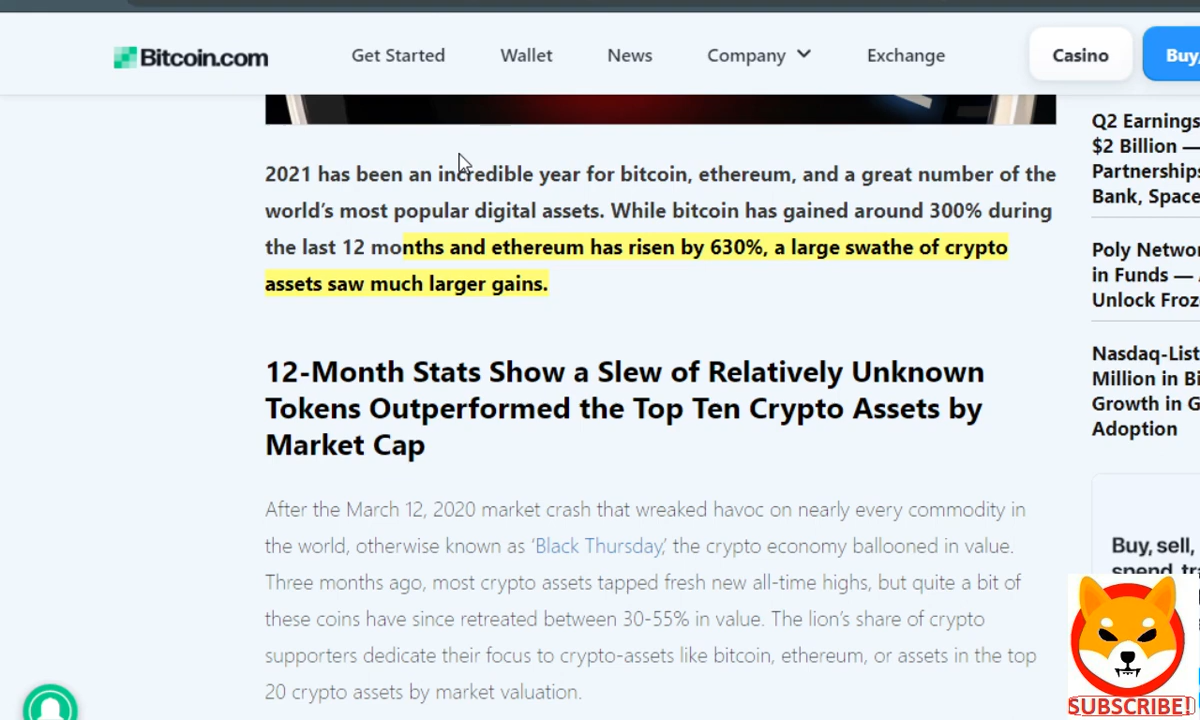 Bitcoin.com
Get Started
Wallet
News
Company
Exchange
Casino
Buy,
2021 has been an incredible year for bitcoin, ethereum, and a great number of the
world's most popular digital assets. While bitcoin has gained around 300% during
the last 12 months and ethereum has risen by 630%, a large swathe of crypto
assets saw much larger gains.
12-Month Stats Show a Slew of Relatively Unknown
Tokens Outperformed the Top Ten Crypto Assets by
Market Cap
After the March 12, 2020 market crash that wreaked havoc on nearly every commodity in
the world, otherwise known as ‘Black Thursday,’ the crypto economy ballooned in value.
Three months ago, most crypto assets tapped fresh new all-time highs, but quite a bit of
these coins have since retreated between 30-55% in value. The lion's share of crypto
supporters dedicate their focus to crypto-assets like bitcoin, ethereum, or assets in the top
20 crypto assets by market valuation.
Q2 Earnings
$2 Billion —
Partnerships
Bank, Space
Poly Netwo
in Funds —
Unlock Froz
Nasdaq-List
Million in Bi
Growth in G
Adoption
Buy, sell,
spend, tr
SUBSCRIBE!